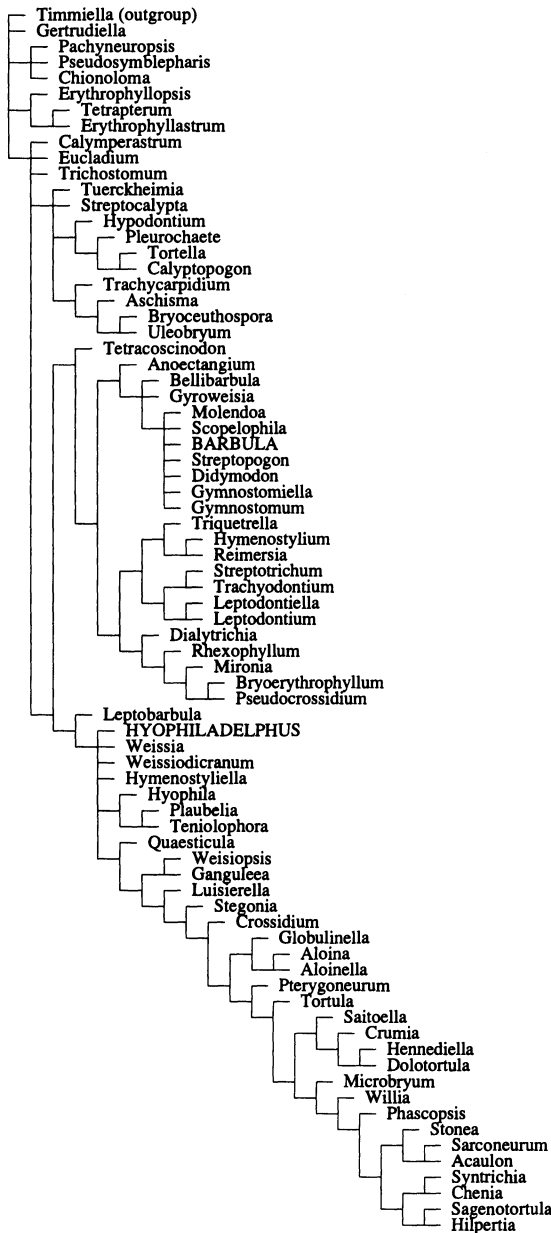 Timmiella (outgroup)
Gertrudiella
Pachyneuropsis
Pseudosymblepharis
Chionoloma
Erythrophyllopsis
Tetrapterum
Erythrophyllastrum
Calymperastrum
Eucladium
Trichostomum
Tuerckheimia
Streptocalypta
Hypodontium
Pleurochaete
Tortella
Calyptopogon
Trachycarpidium
Aschisma
Bryoceuthospora
Uleobryum
Tetracoscinodon
Anoectangium
Bellibarbula
Gyroweisia
Molendoa
Scopelophila
BARBULA
Streptopogon
Didymodon
Gymnostomiella
Gymnostomum
Triquetrella
Hymenostylium
Reimersia
Streptotrichum
Trachyodontium
Leptodontiella
Leptodontium
Dialytrichia
Rhexophyllum
Mironia
Bryoerythrophyllum
Pseudocrossidium
Leptobarbula
HYOPHILADELPHUS
Weissia
Weissiodicranum
Hymenostyliella
Hyophila
Plaubelia
Teniolophora
Quaesticula
Weisiopsis
Ganguleea
Luisierella
Stegonia
Crossidium
Globulinella
Aloina
Aloinella
Pterygoneurum
Tortula
Saitoella
Crumia
Hennediella
Dolotortula
Microbryum
Willia
Phascopsis
Stonea
Sarconeurum
Acaulon
Syntrichia
Chenia
Sagenotortula
Hilpertia